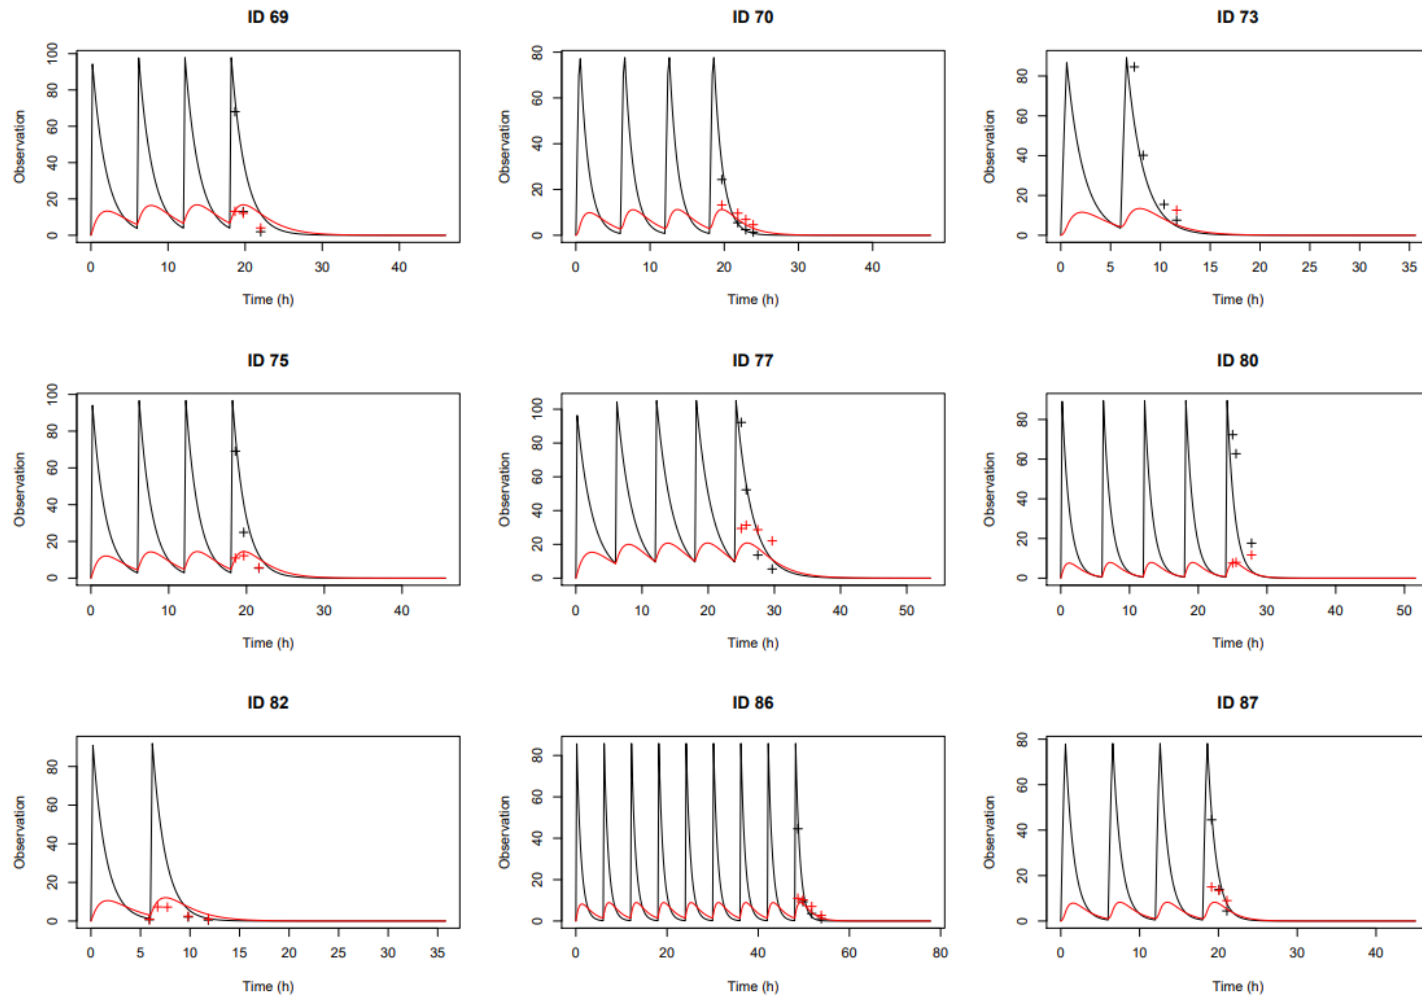 ID 69
Observation
0 20 40 60 80 100
0 10 20 30 40
Time (h)
ID 70
Observation
0 20 40 60 80
0 10 20 30 40
Time (h)
ID 73
Observation
0 20 40 60 80
0 5 10 15 20 25 30 35
Time (h)
ID 75
Observation
0 20 40 60 80 100
0 10 20 30 40
Time (h)
ID 77
Observation
0 20 40 60 80 100
0 10 20 30 40 50
Time (h)
ID 80
Observation
0 20 40 60 80
0 10 20 30 40 50
Time (h)
ID 82
Observation
0 20 40 60 80
0 5 10 15 20 25 30 35
Time (h)
ID 86
Observation
0 20 40 60 80
0 20 40 60 80
Time (h)
ID 87
Observation
0 20 40 60 80
0 10 20 30 40
Time (h)